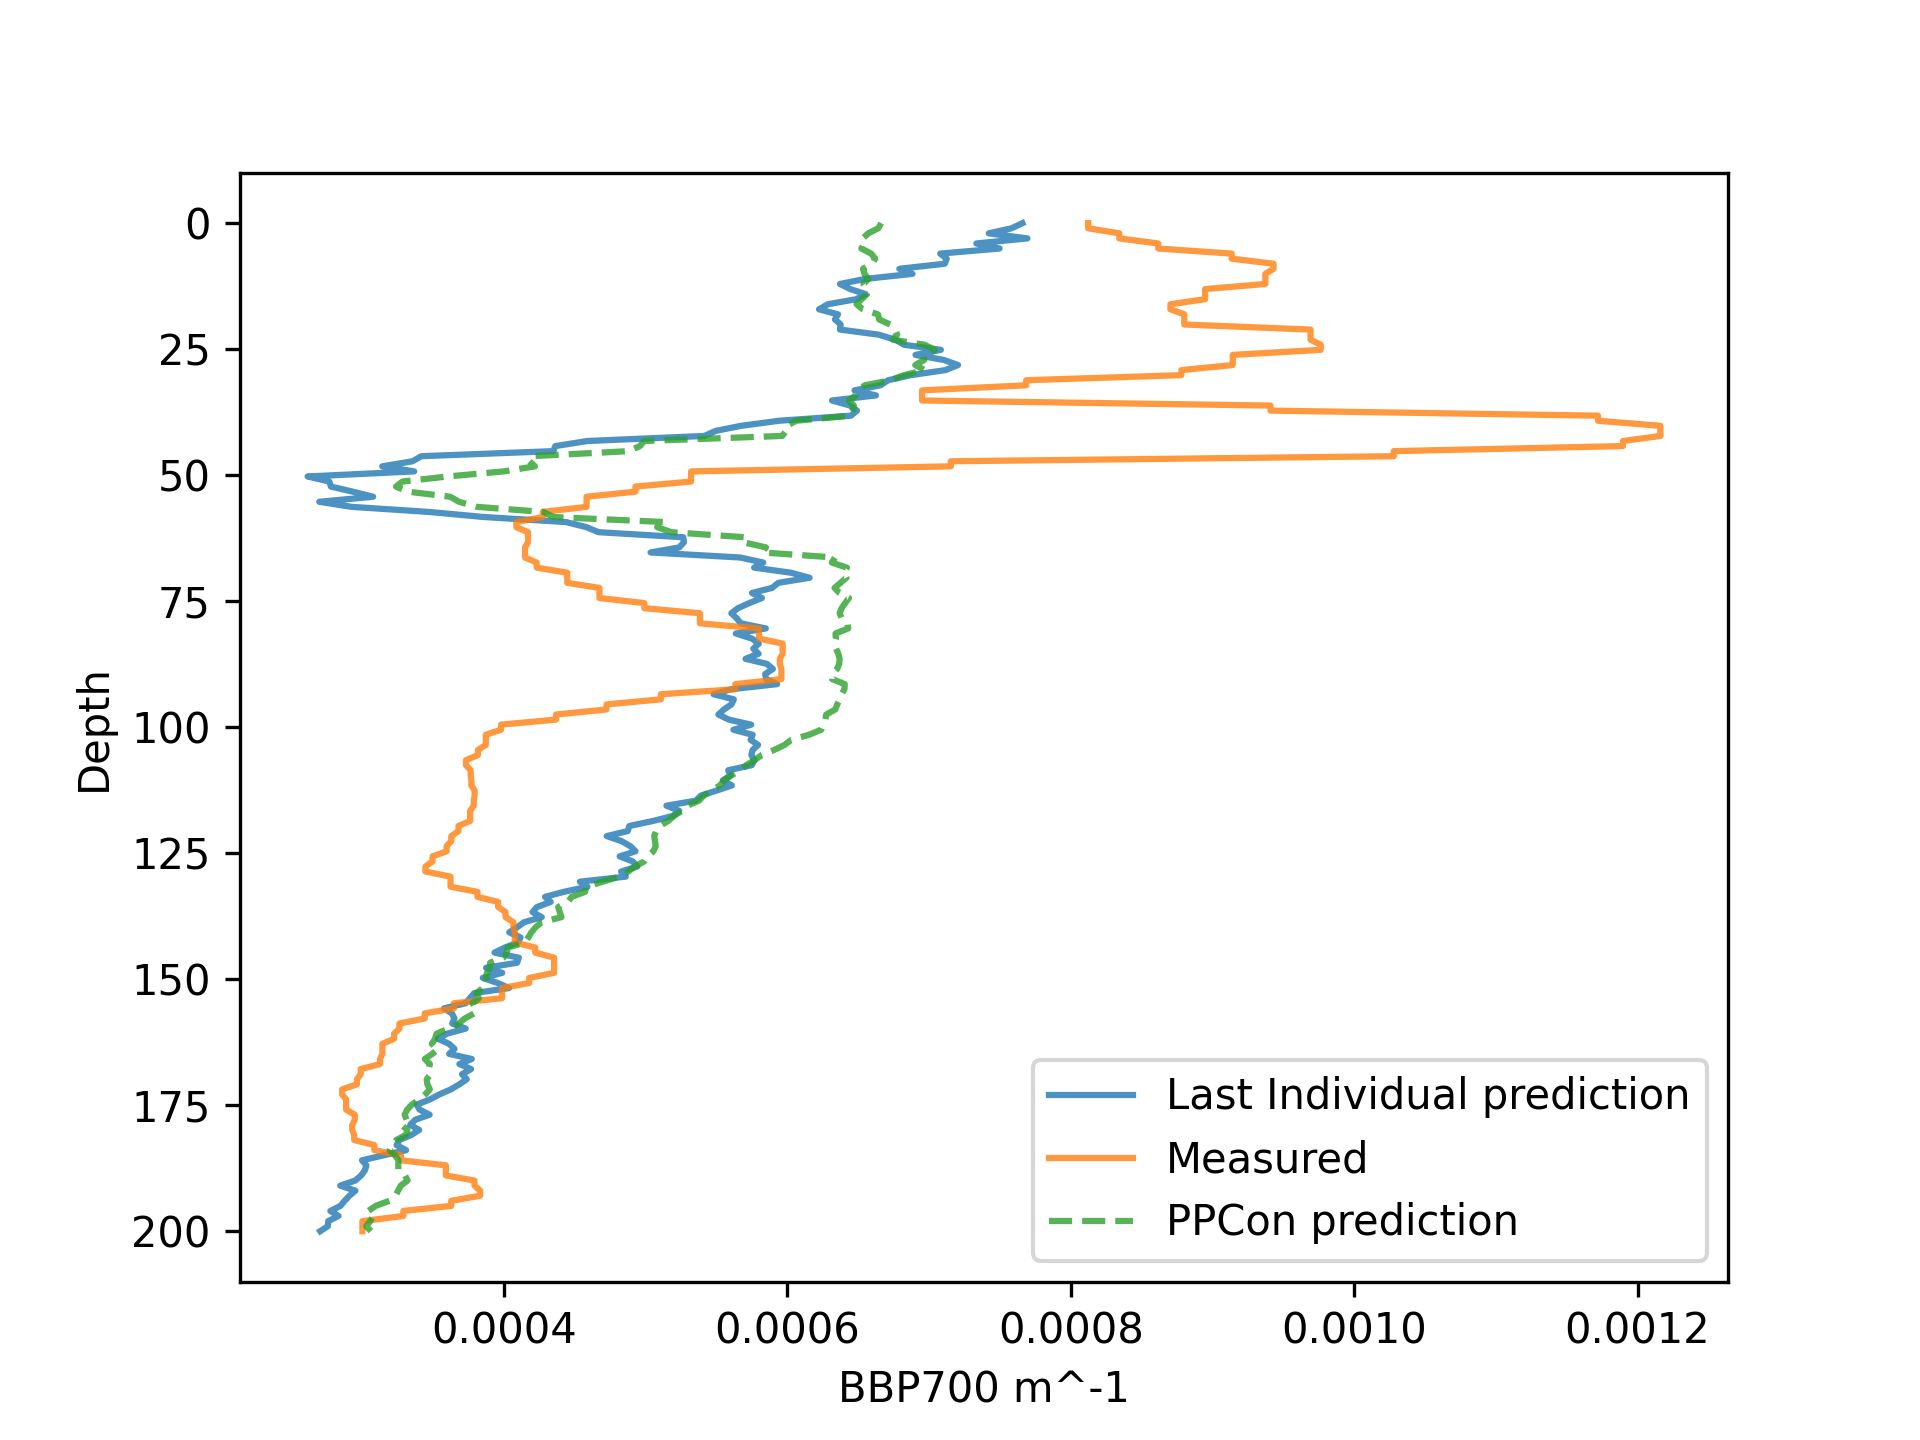 0
25
50
75
100
125
150
175
200
Depth
0.0004 0.0006 0.0008 0.0010 0.0012
BBP700 m^-1
Last Individual prediction
Measured
PPCon prediction